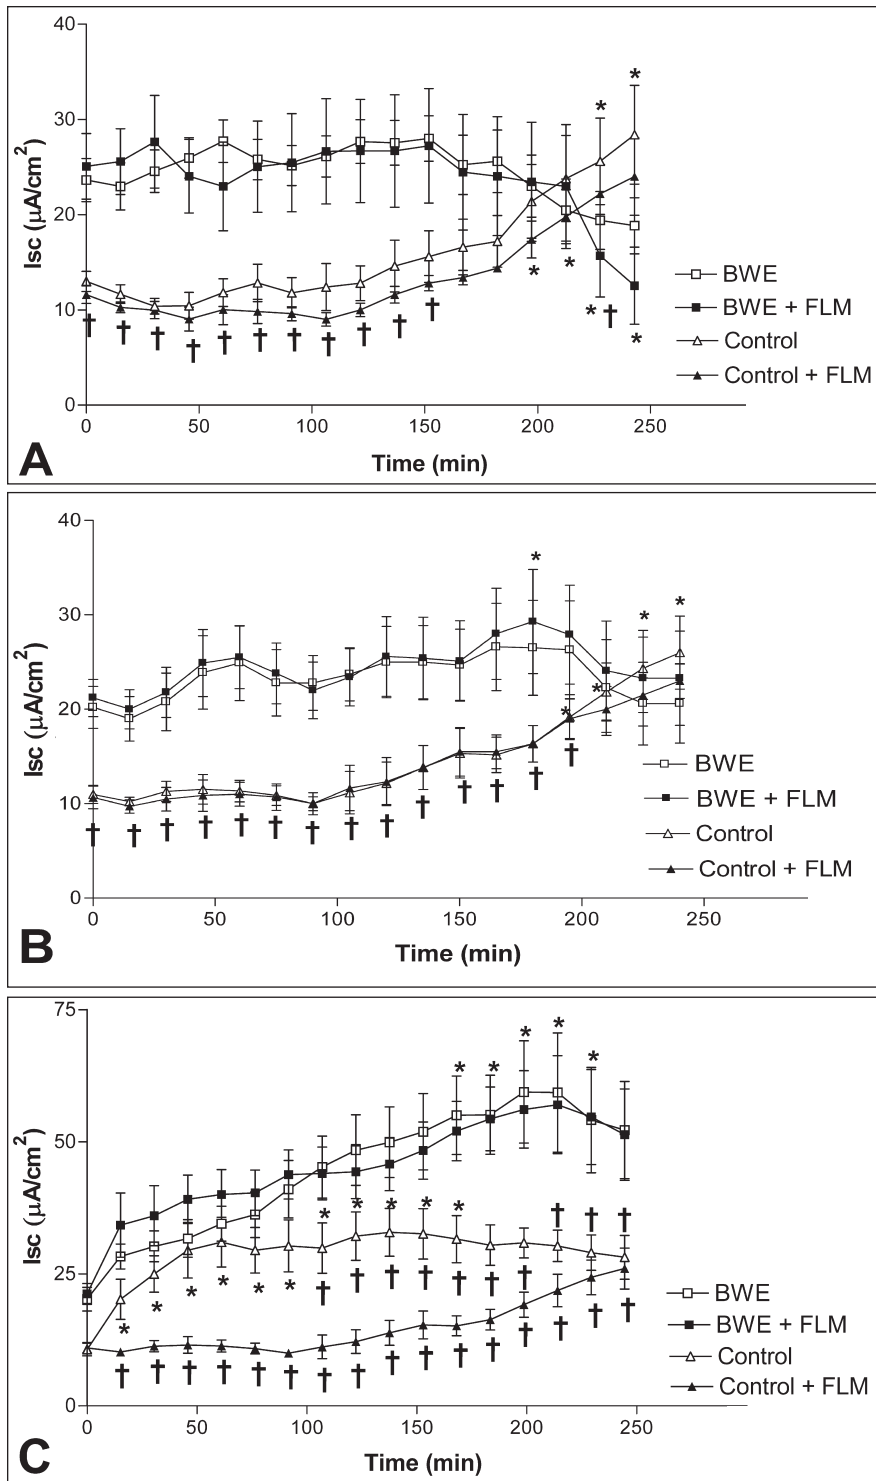 40
30
20
10
0
Isc (µA/cm²)
* *
† † † † † † † † † † †
* *
* †
*
BWE
BWE + FLM
Control
Control + FLM
0 50 100 150 200 250
Time (min)
A
40
30
20
10
0
Isc (µA/cm²)
*
* *
* *
† † † † † † † † † † † † † †
BWE
BWE + FLM
Control
Control + FLM
0 50 100 150 200 250
Time (min)
B
75
50
25
0
Isc (µA/cm²)
* * * * *
* * * * *
† † †
* * * * * *
† † † † † † †
† † † † † † † † † † † † † † † †
BWE
BWE + FLM
Control
Control + FLM
0 50 100 150 200 250
Time (min)
C